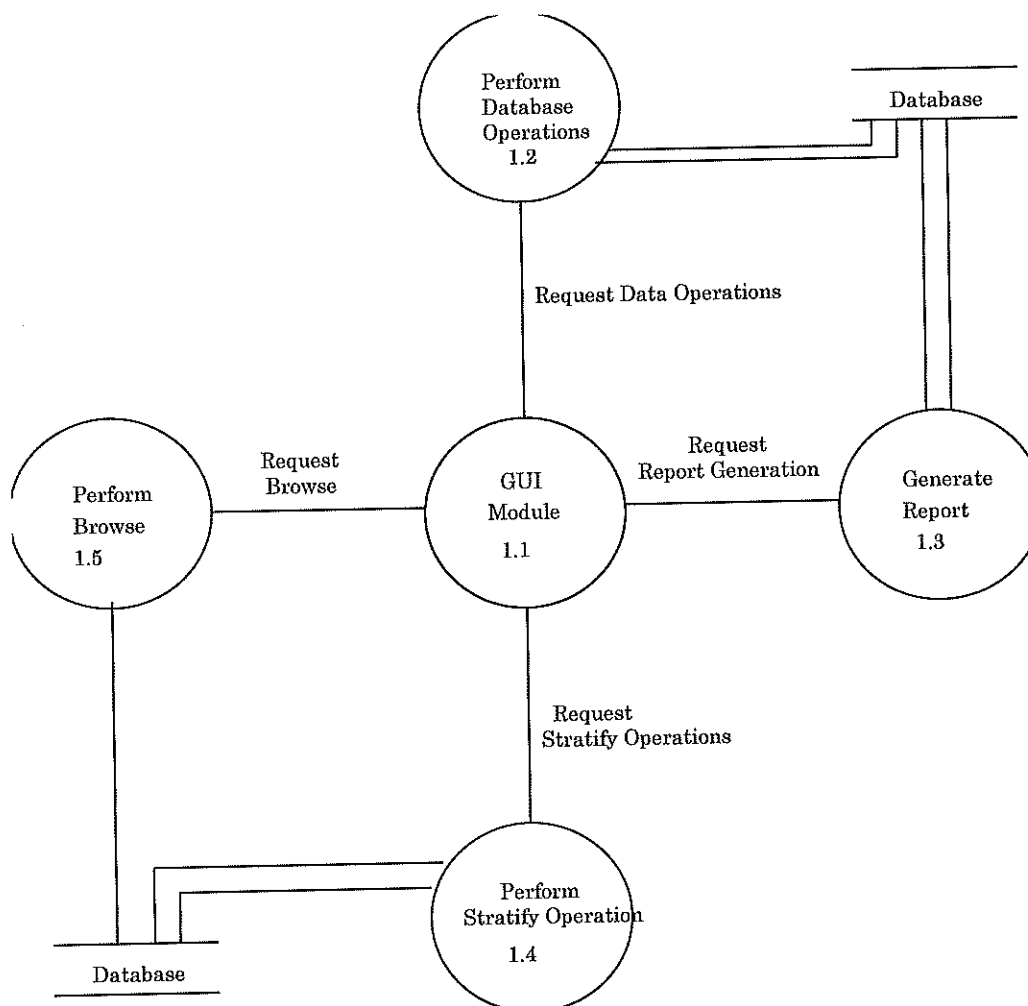 Perform
Database
Operations
1.2
Database
Request Data Operations
Request
Browse
Request
Report Generation
Perform
Browse
1.5
GUI
Module
1.1
Generate
Report
1.3
Request
Stratify Operations
Perform
Stratify Operation
1.4
Database